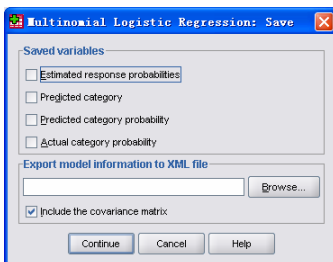 Multinomial Logistic Regression: Save
Saved variables
Estimated response probabilities
Predicted category
Predicted category probability
Actual category probability
Export model information to XML file
Browse...
Include the covariance matrix
Continue Cancel Help